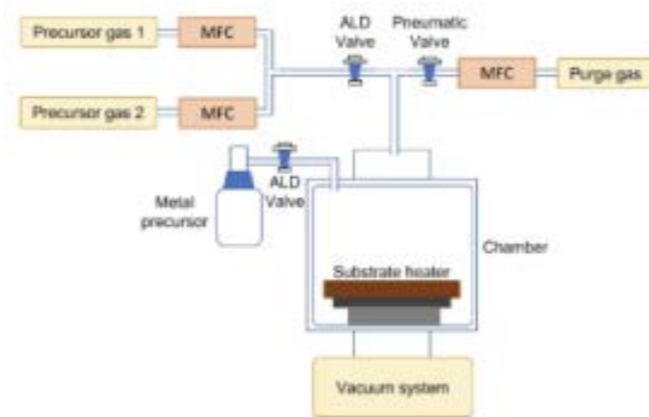 Precursor gas 1
MFC
ALD
Valve
Pneumatic
Valve
MFC
Purge gas
Precursor gas 2
MFC
Metal
precursor
ALD
Valve
Chamber
Substrate heater
Vacuum system